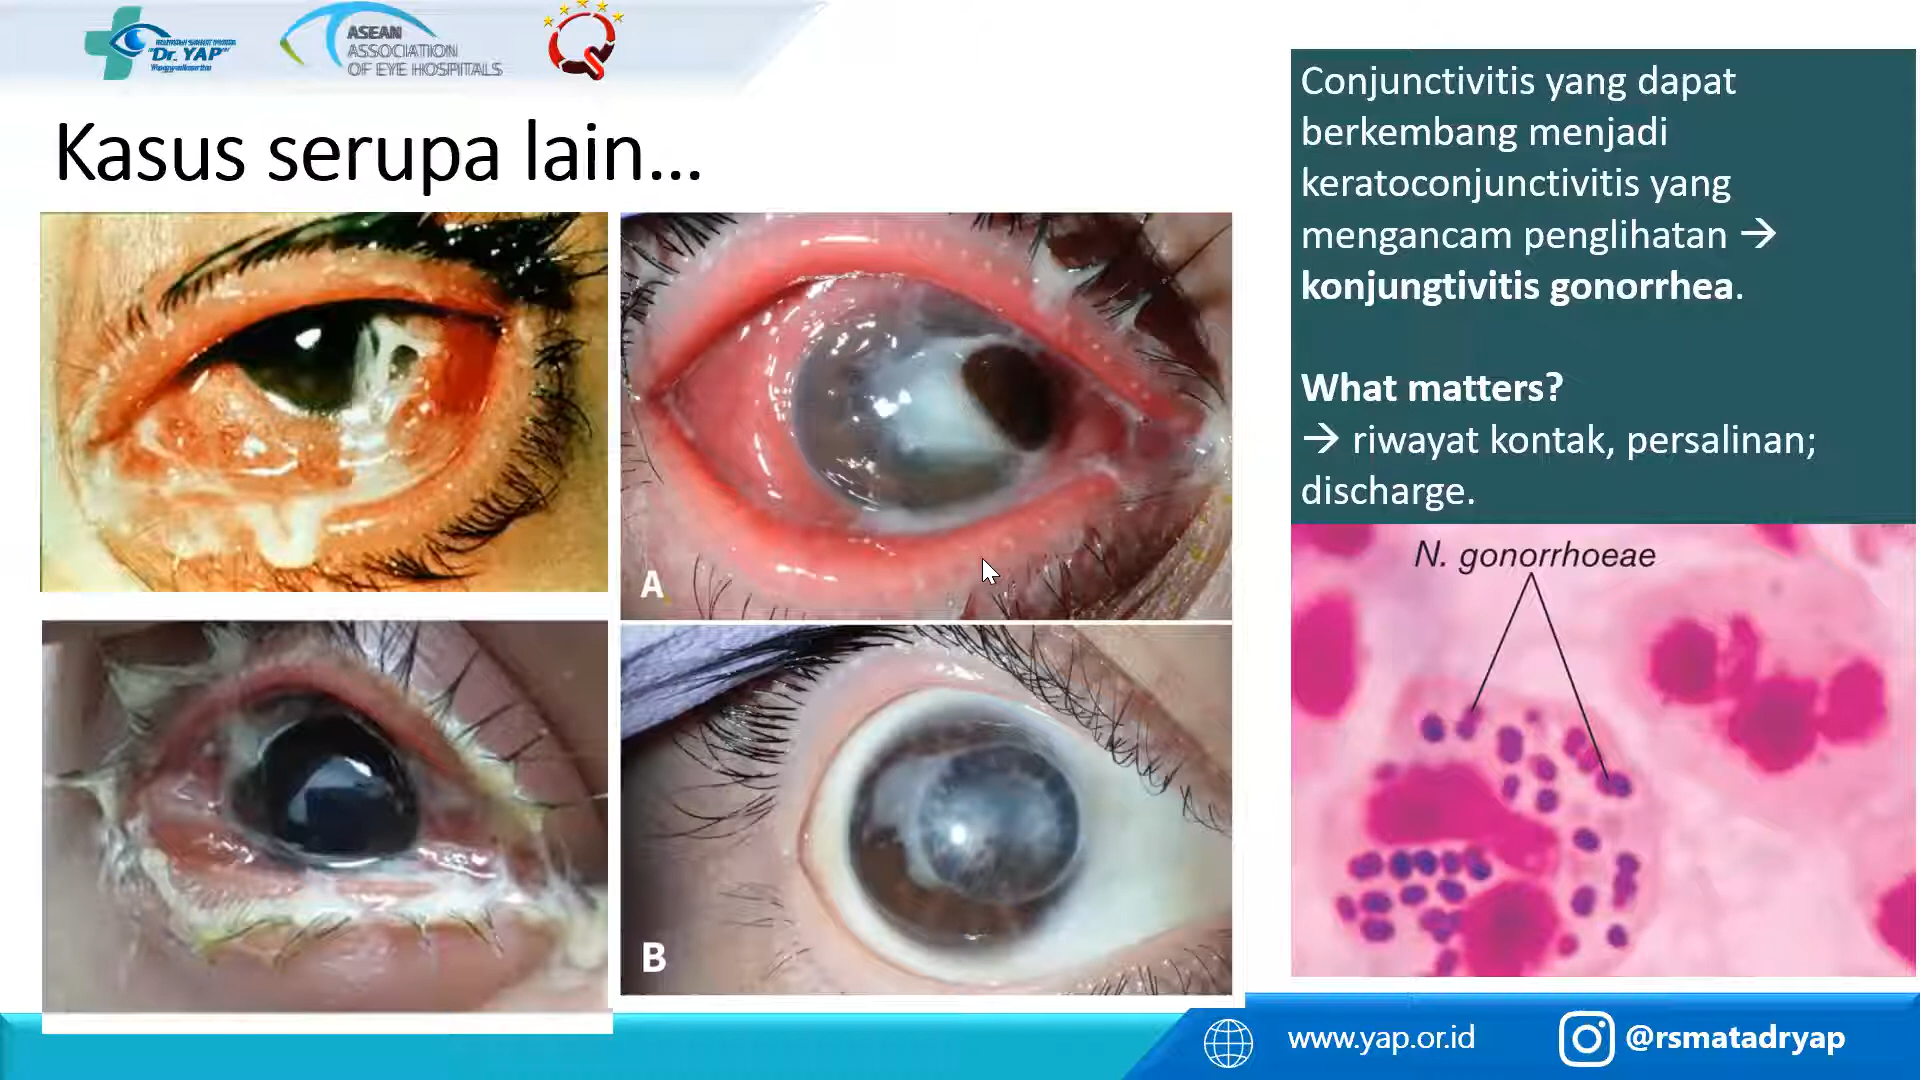 "Dr. YAP"
ASEAN
ASSOCIATION
OF EYE HOSPITALS
Kasus serupa lain...
Conjunctivitis yang dapat
berkembang menjadi
keratoconjunctivitis yang
mengancam penglihatan →
konjungtivitis gonorrhea.
What matters?
→ riwayat kontak, persalinan;
discharge.
A
B
N. gonorrhoeae
www.yap.or.id
@rsmatadryap